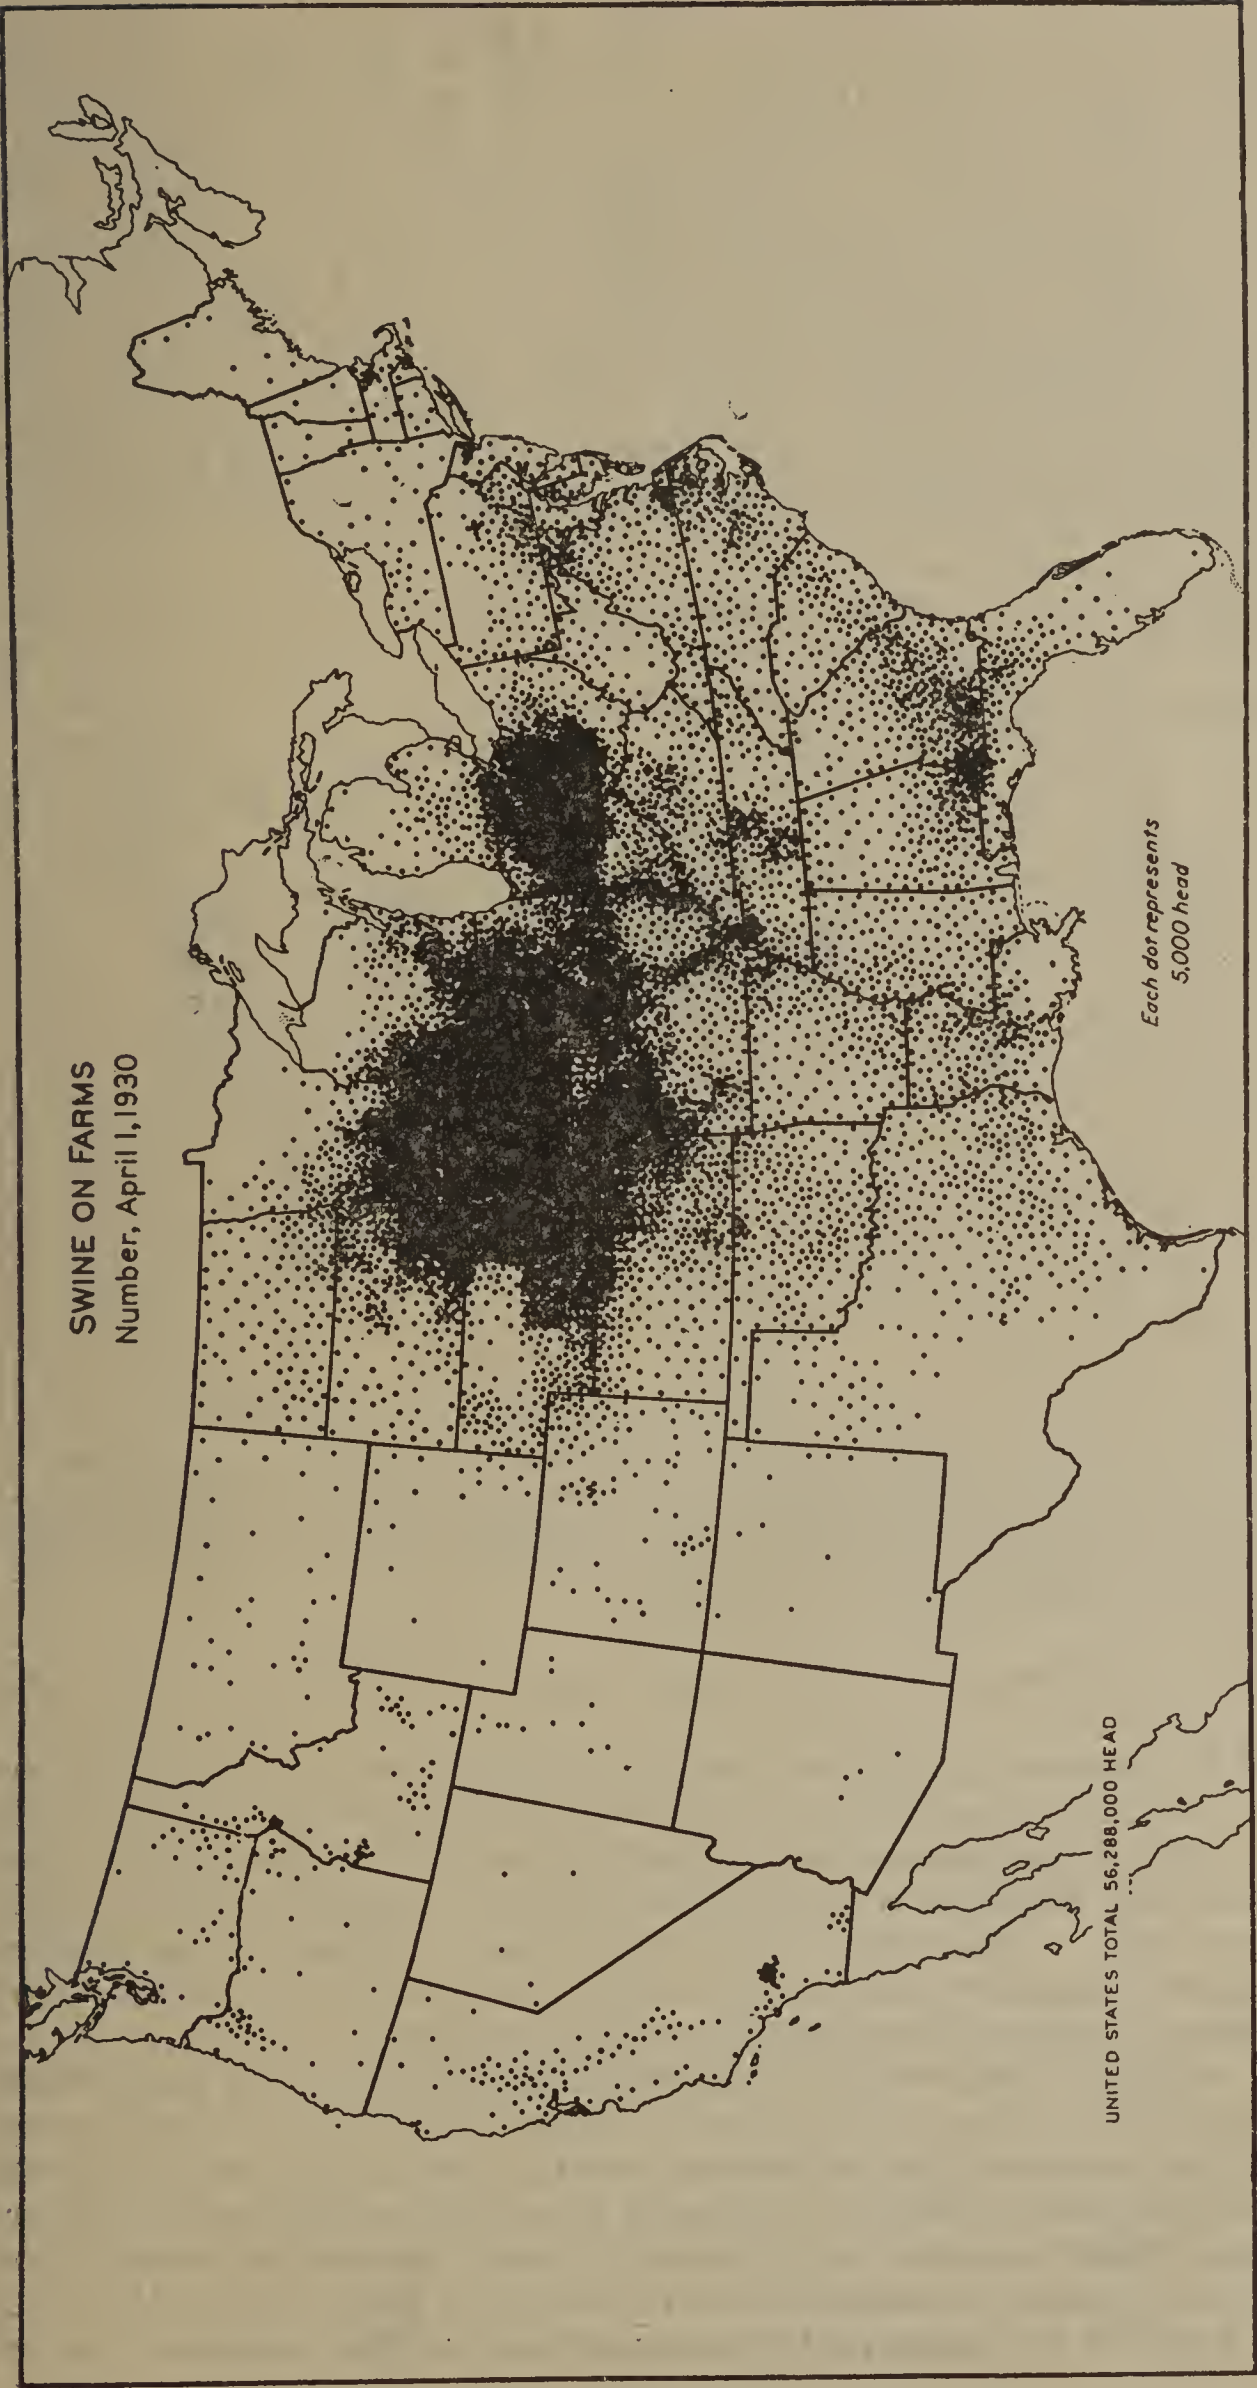 SWINE ON FARMS
Number, April 1, 1930
Each dot represents
5,000 head
UNITED STATES TOTAL 56,288,000 HEAD